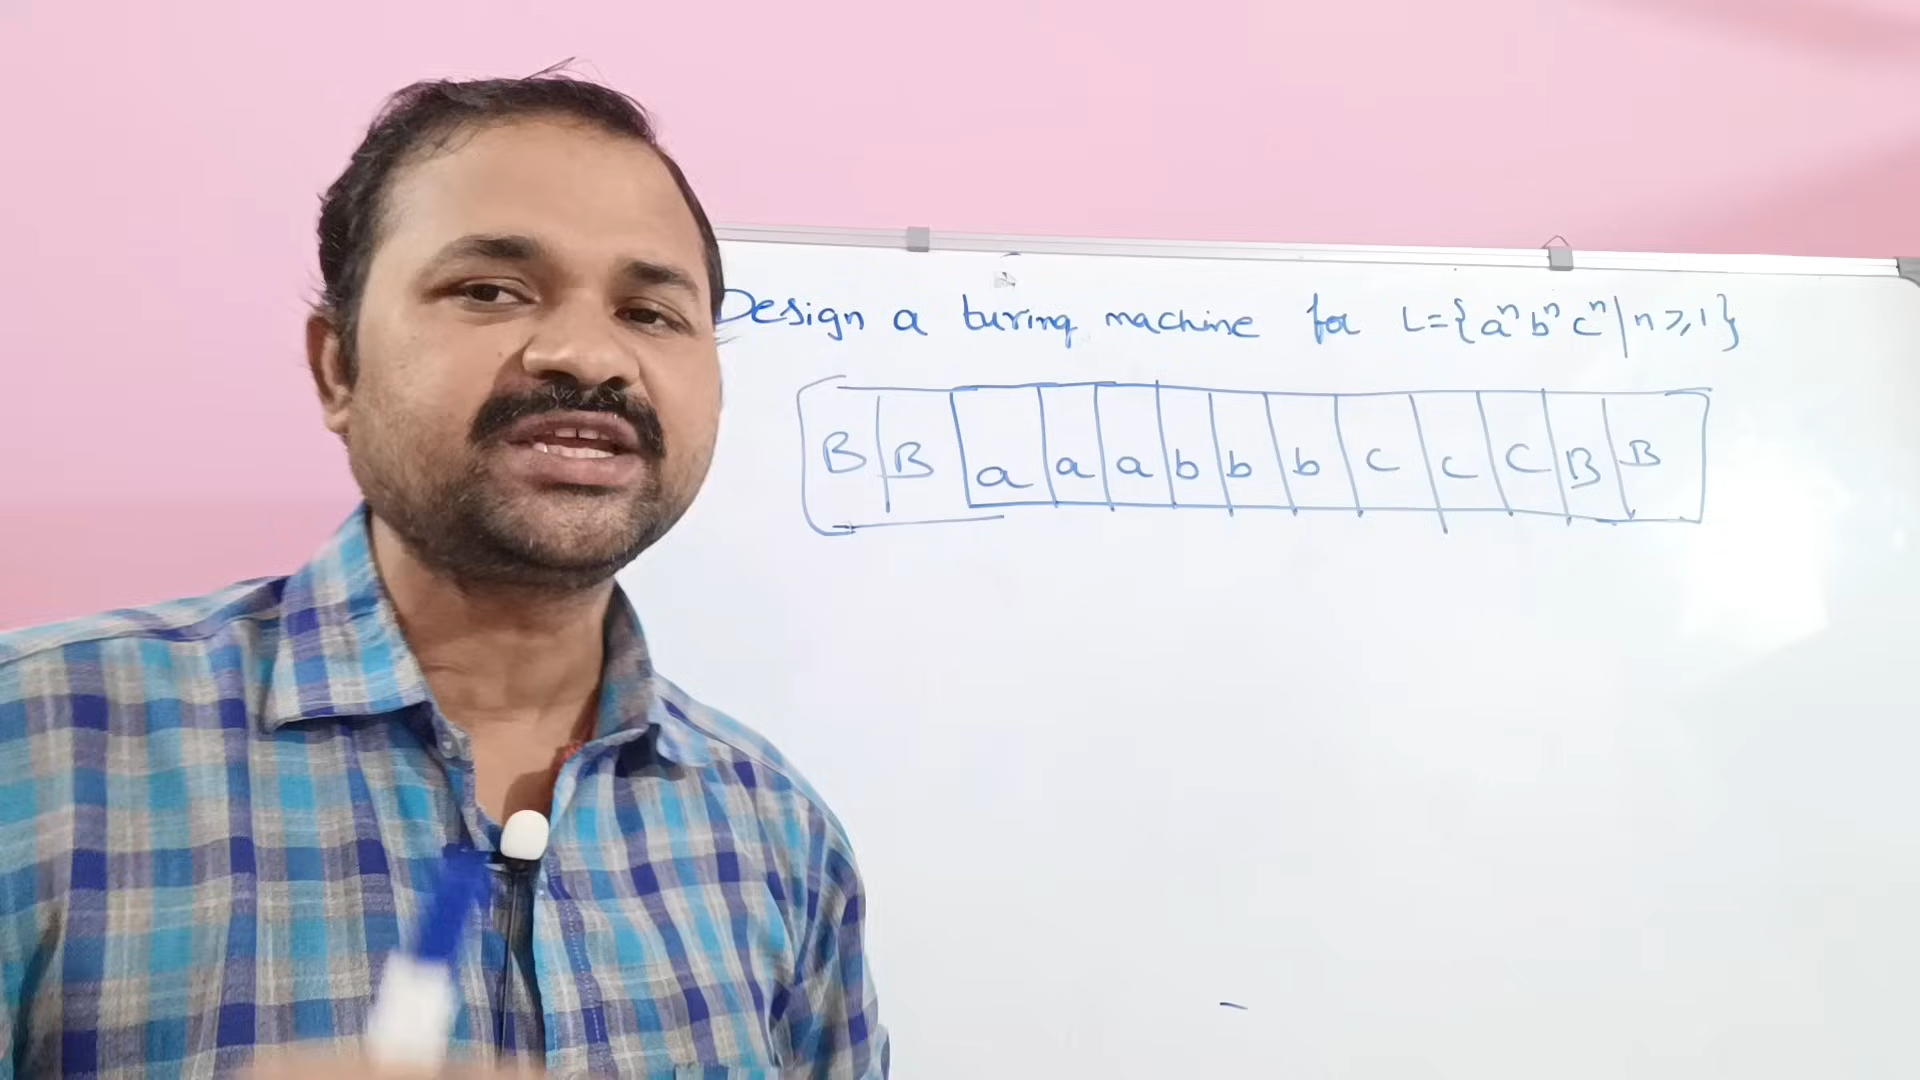 Design a turing machine for L={aⁿbⁿcⁿ|n≥,1}
B B a a a b b b c c c B B